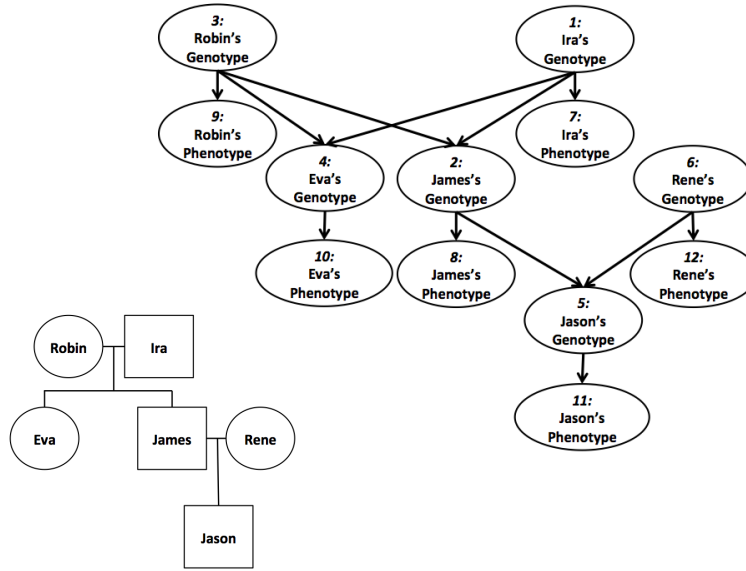 3:
Robin's
Genotype
1:
Ira's
Genotype
9:
Robin's
Phenotype
7:
Ira's
Phenotype
4:
Eva's
Genotype
2:
James's
Genotype
6:
Rene's
Genotype
10:
Eva's
Phenotype
8:
James's
Phenotype
12:
Rene's
Phenotype
5:
Jason's
Genotype
11:
Jason's
Phenotype
Robin
Ira
Eva
James
Rene
Jason